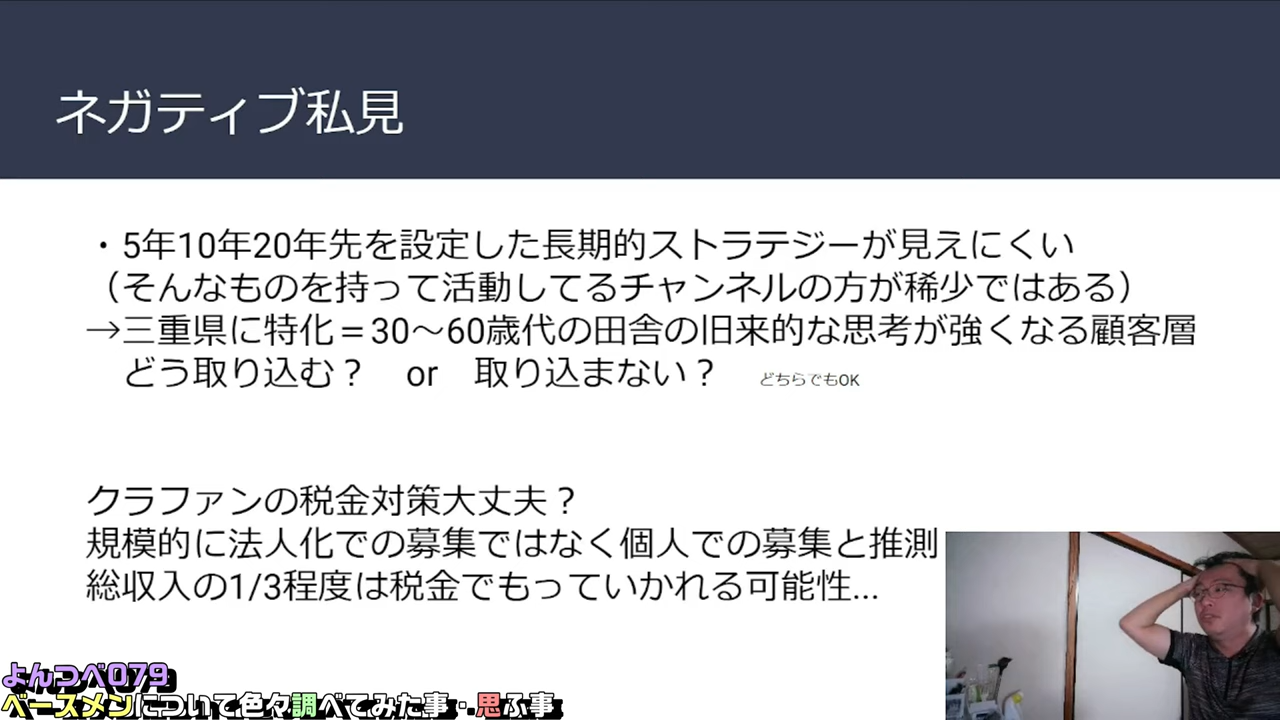 ネガティブ私見
・5年10年20年先を設定した長期的ストラテジーが見えにくい
（そんなものを持って活動してるチャンネルの方が稀少ではある）
→三重県に特化＝30～60歳代の田舎の旧来的な思考が強くなる顧客層
どう取り込む？　or　取り込まない？　どちらでもOK
クラファンの税金対策大丈夫？
規模的に法人化での募集ではなく個人での募集と推測
総収入の1/3程度は税金でもっていかれる可能性...
よんつべ079
ベースメンについて色々調べてみた事・思ふ事